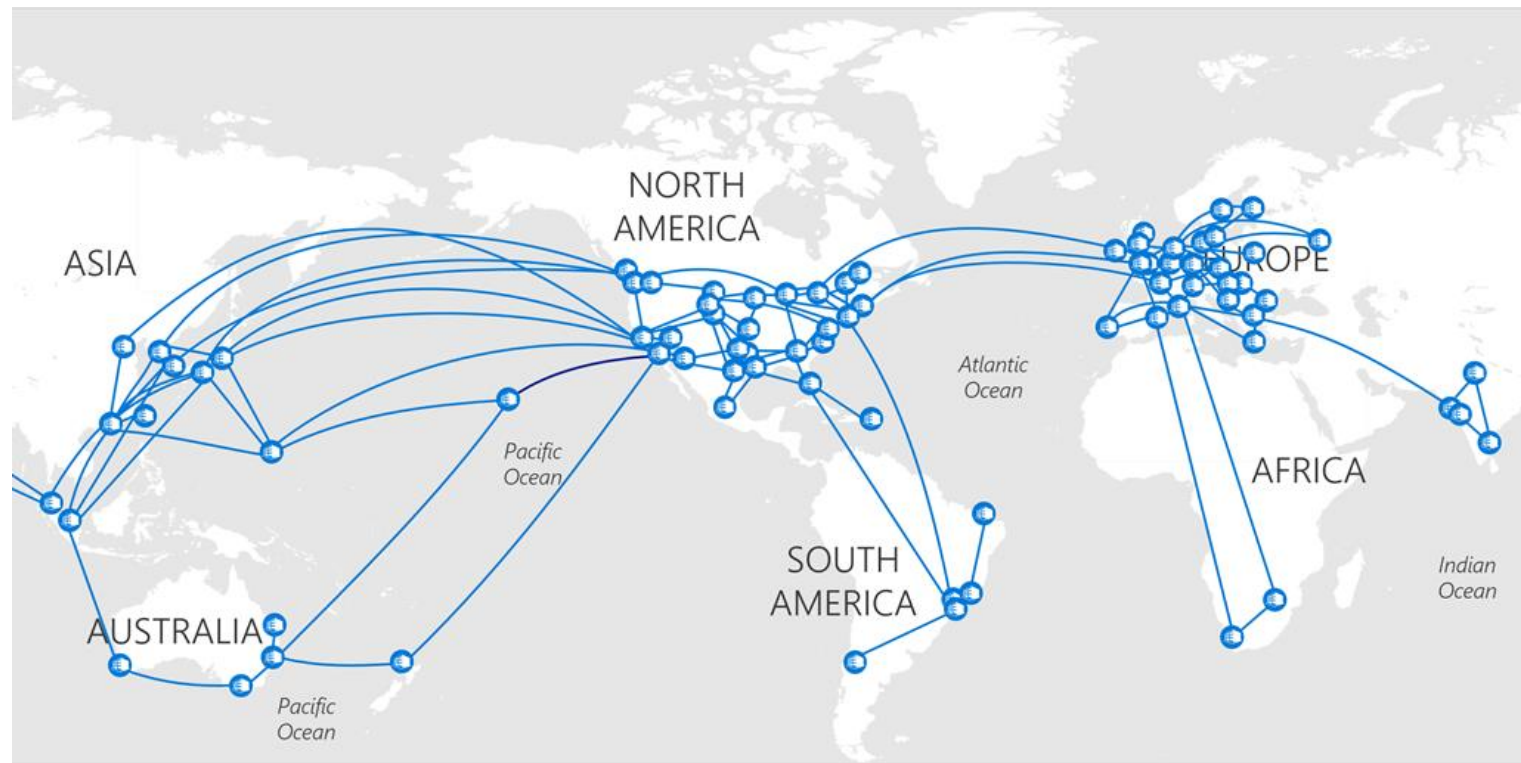 NORTH
AMERICA
ASIA
EUROPE
Atlantic
Ocean
Pacific
Ocean
AFRICA
SOUTH
AMERICA
Indian
Ocean
AUSTRALIA
Pacific
Ocean